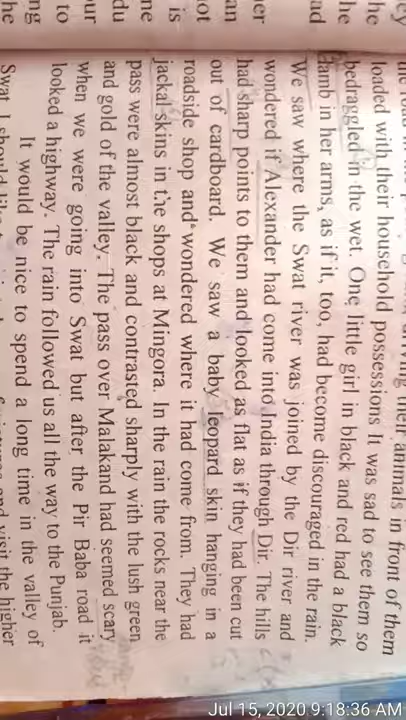 driving their animals in front of them
loaded with their household possessions It was sad to see them so
bedraggled in the wet. One little girl in black and red had a black
lamb in her arms, as if it, too, had become discouraged in the rain.
We saw where the Swat river was joined by the Dir river and
wondered if Alexander had come into India through Dir. The hills
had sharp points to them and looked as flat as if they had been cut
out of cardboard. We saw a baby leopard skin hanging in a
roadside shop and wondered where it had come from. They had
jackal skins in the shops at Mingora. In the rain the rocks near the
pass were almost black and contrasted sharply with the lush green
and gold of the valley. The pass over Malakand had seemed scary
when we were going into Swat but after the Pir Baba road it
looked a highway. The rain followed us all the way to the Punjab.
It would be nice to spend a long time in the valley of
Swat I should and visit the higher
Jul 15, 2020 9:18:36 AM